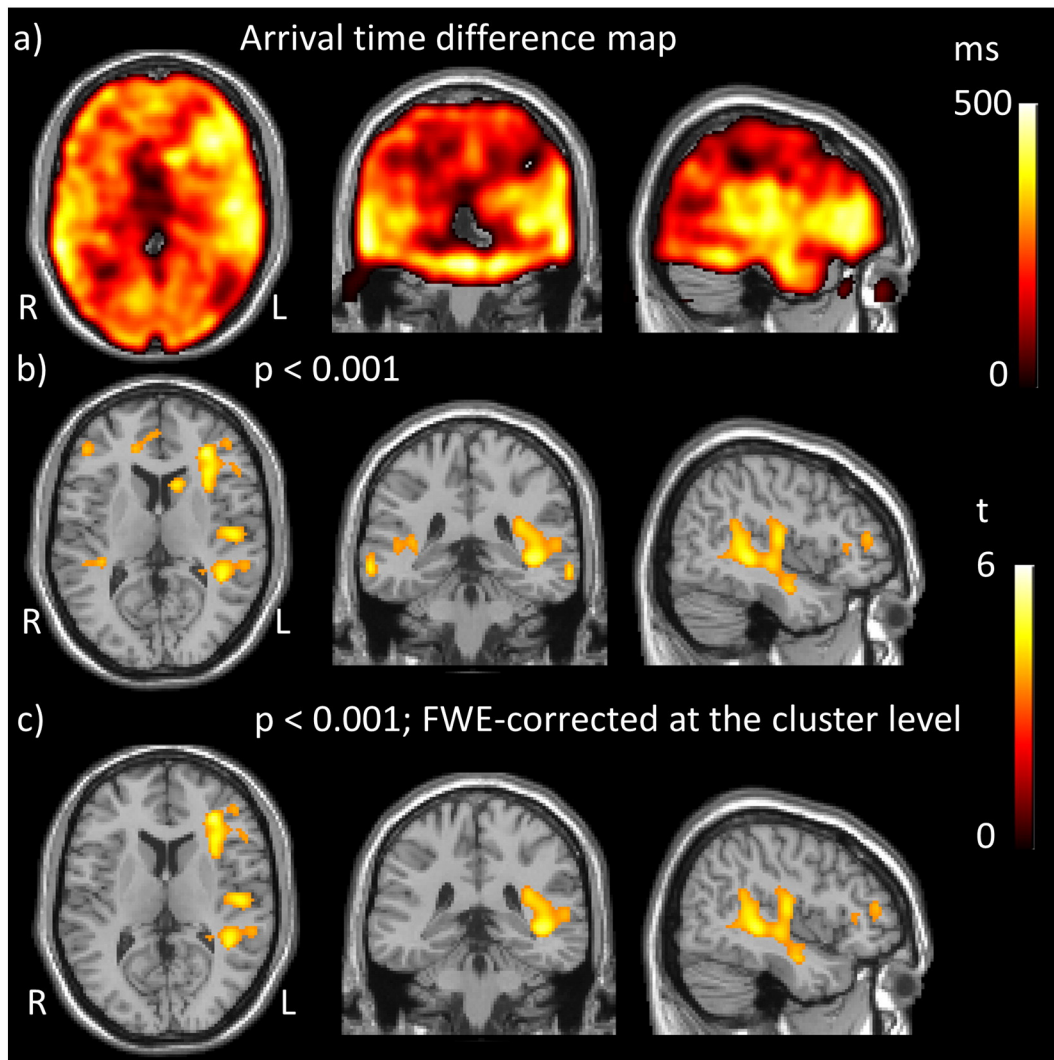 a) Arrival time difference map
ms
500
R L
0
b) p < 0.001
t
6
R L
c) p < 0.001; FWE-corrected at the cluster level
0
R L